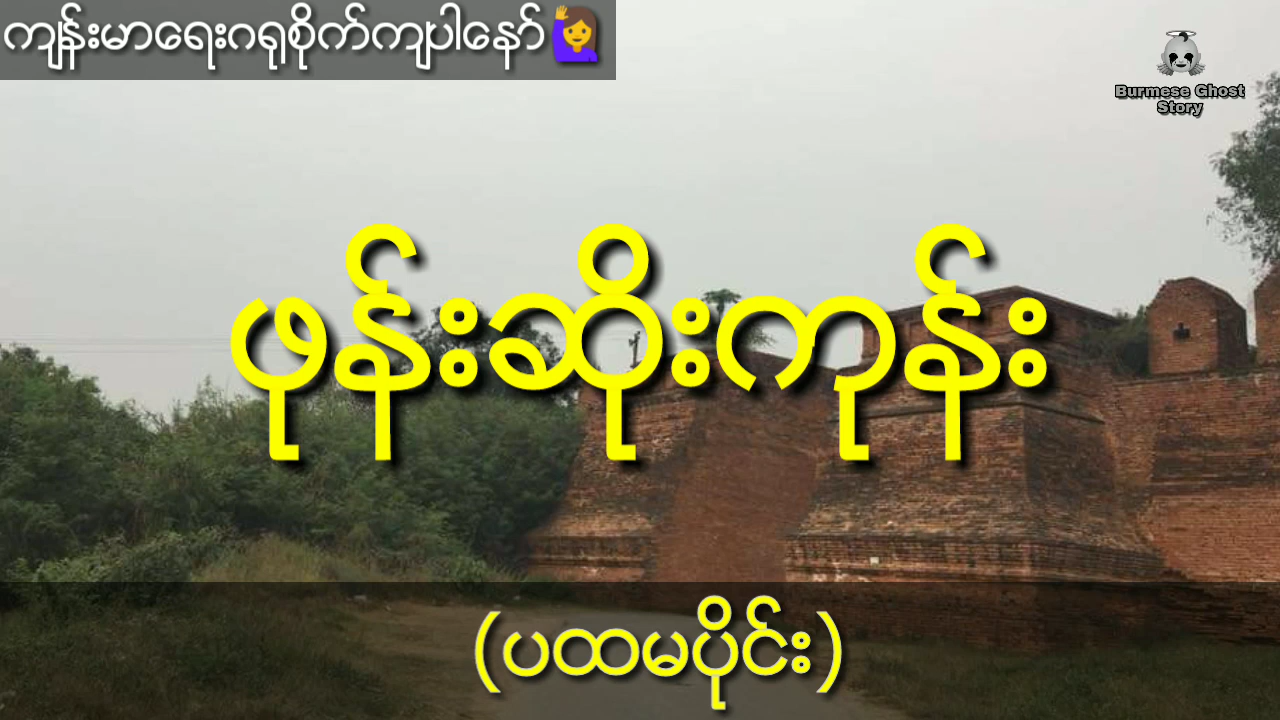 ကျန်းမာရေးဂရုစိုက်ကျပါနော်🙋‍♀️
Burmese Ghost
Story
ဖုန်းဆိုးကုန်း
(ပထမပိုင်း)